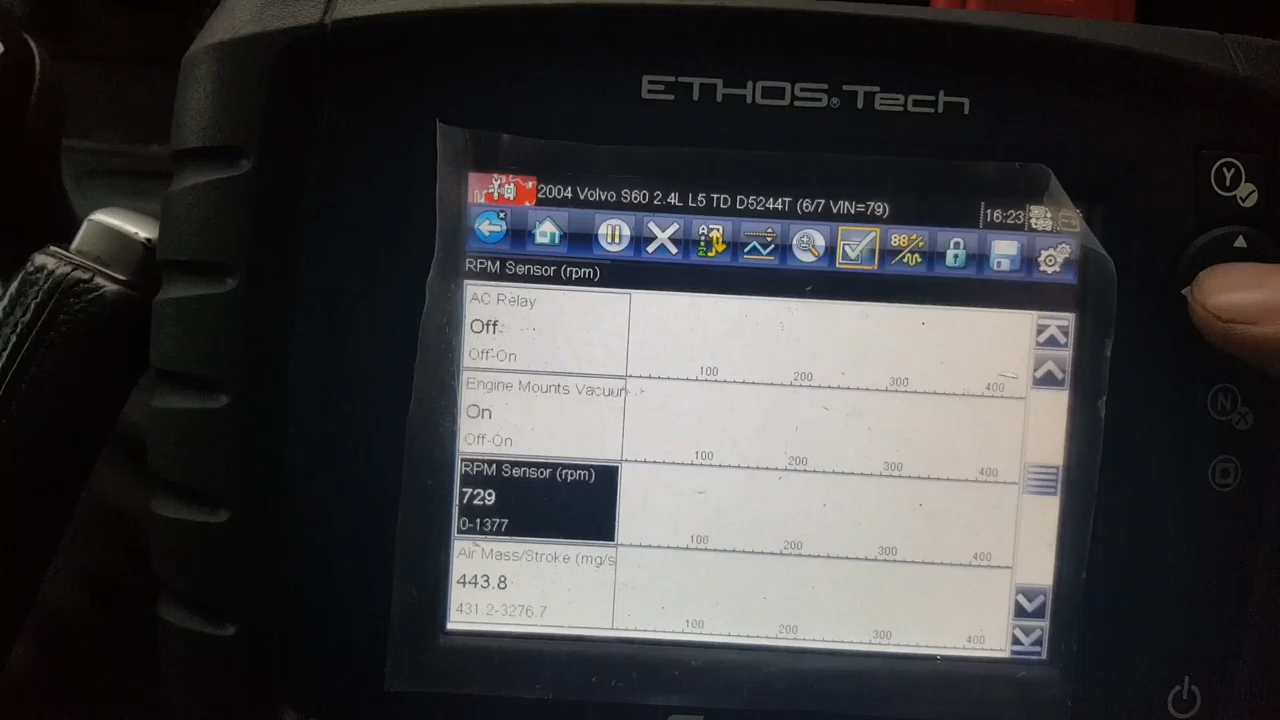 ETHOS® Tech
2004 Volvo S60 2.4L L5 TD D5244T (6/7 VIN=79)
16:23
RPM Sensor (rpm)
AC Relay
Off
Off-On
100 200 300 400
Engine Mounts Vacuum
On
Off-On
100 200 300 400
RPM Sensor (rpm)
729
0-1377
100 200 300 400
Air Mass/Stroke (mg/s
443.8
431.2-3276.7
100 200 300 400
Y
N